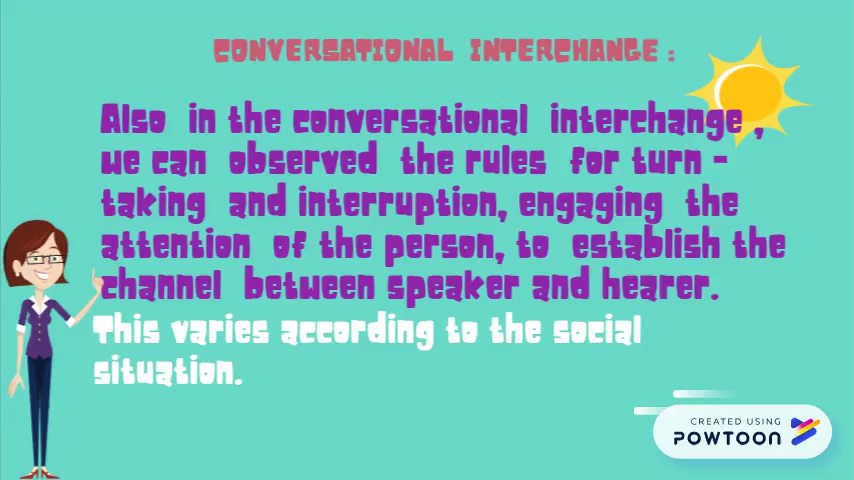 CONVERSATIONAL INTERCHANGE :
Also in the conversational interchange ,
we can observed the rules for turn -
taking and interruption, engaging the
attention of the person, to establish the
channel between speaker and hearer.
This varies according to the social
situation.
CREATED USING
POWTOON